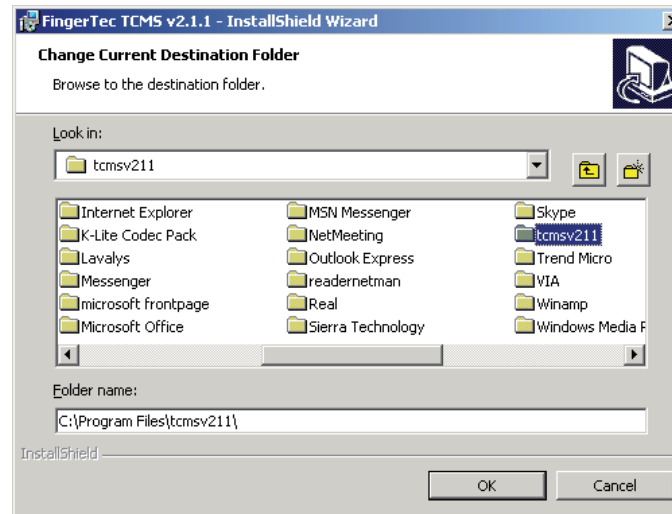 FingerTec TCMS v2.1.1 - InstallShield Wizard
Change Current Destination Folder
Browse to the destination folder.
Look in:
tcmsv211
Internet Explorer MSN Messenger Skype
K-Lite Codec Pack NetMeeting tcmsv211
Lavalys Outlook Express Trend Micro
Messenger readernetman VIA
microsoft frontpage Real Winamp
Microsoft Office Sierra Technology Windows Media
Folder name:
C:\Program Files\tcmsv211\
InstallShield
OK Cancel